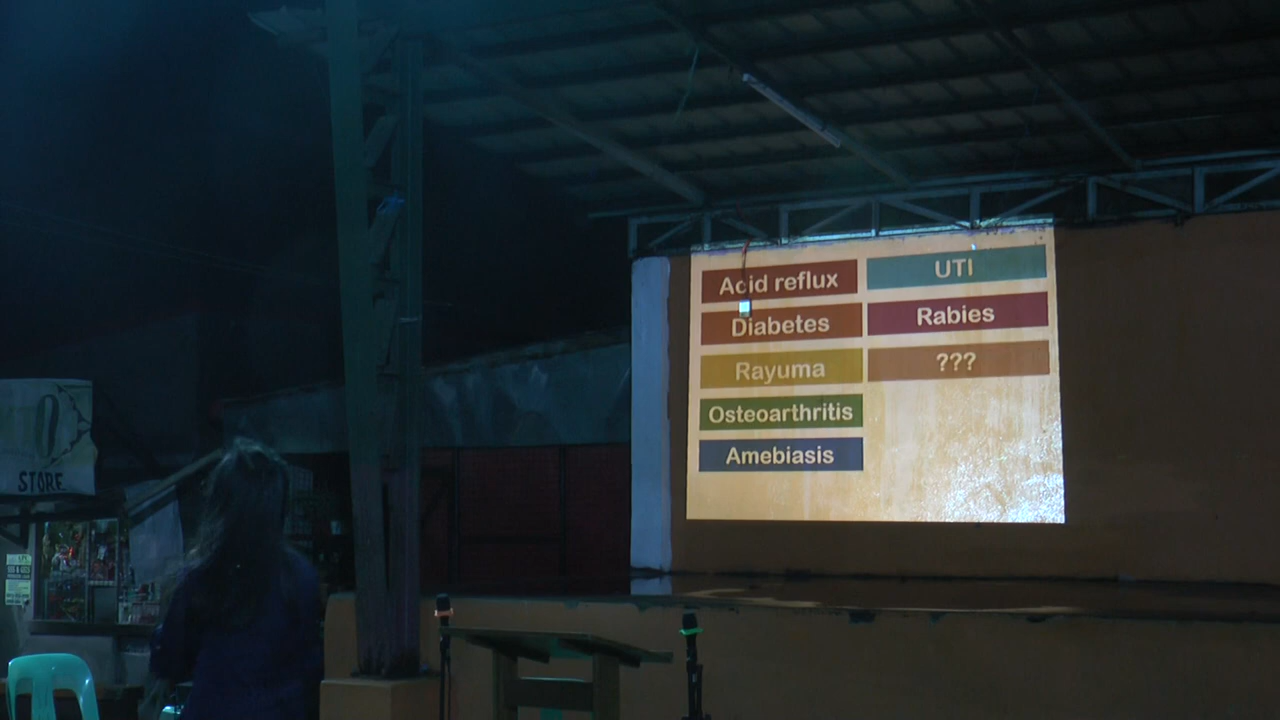 Acid reflux
Diabetes
Rayuma
Osteoarthritis
Amebiasis
UTI
Rabies
???
STORE